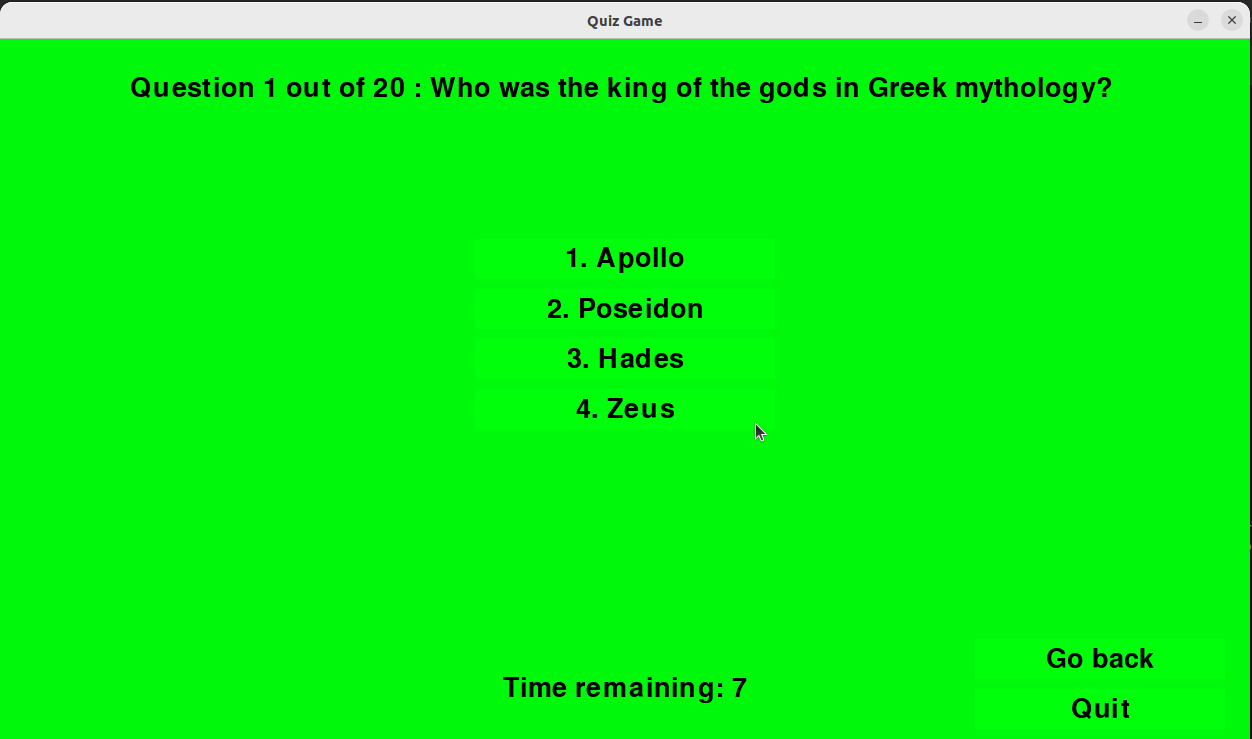 Quiz Game
Question 1 out of 20 : Who was the king of the gods in Greek mythology?
1. Apollo
2. Poseidon
3. Hades
4. Zeus
Go back
Time remaining: 7
Quit